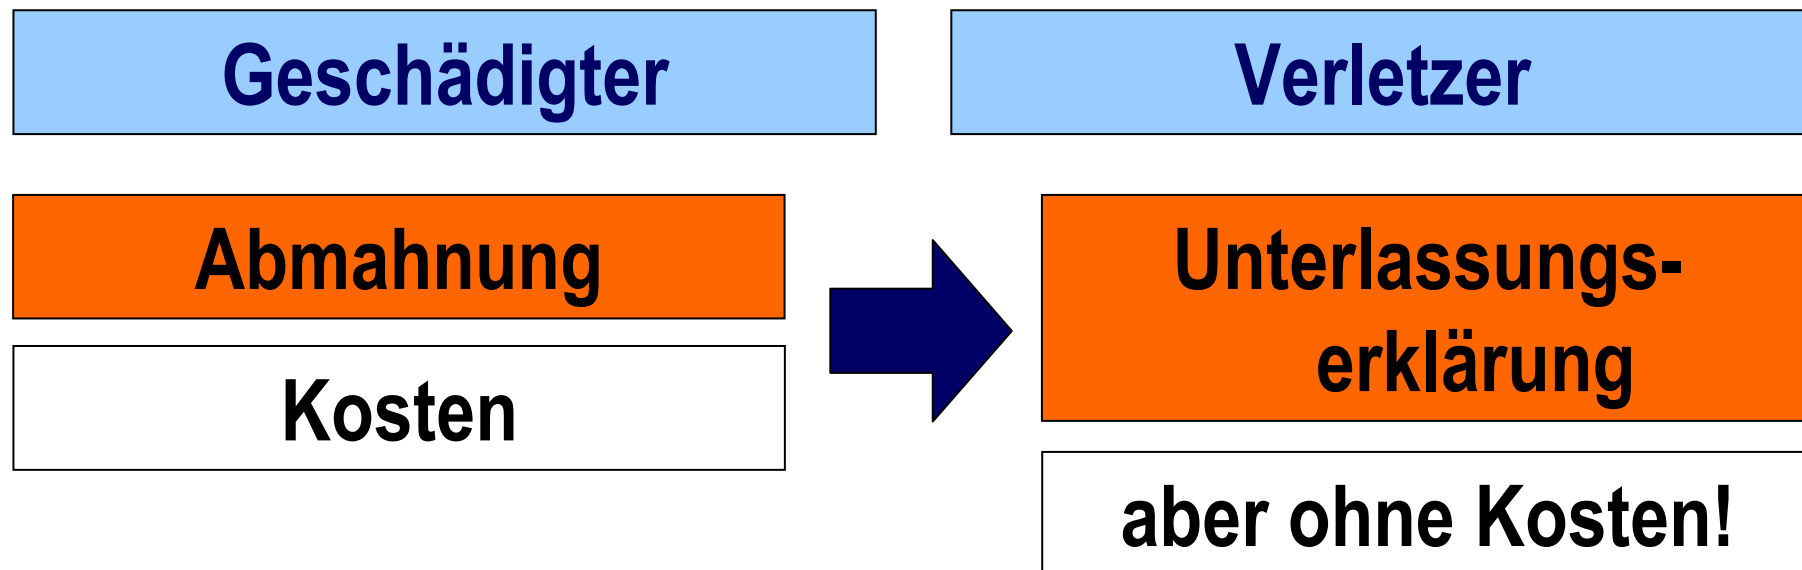 Geschädigter
Verletzer
Abmahnung
Kosten
Unterlassungs-
erklärung
aber ohne Kosten!